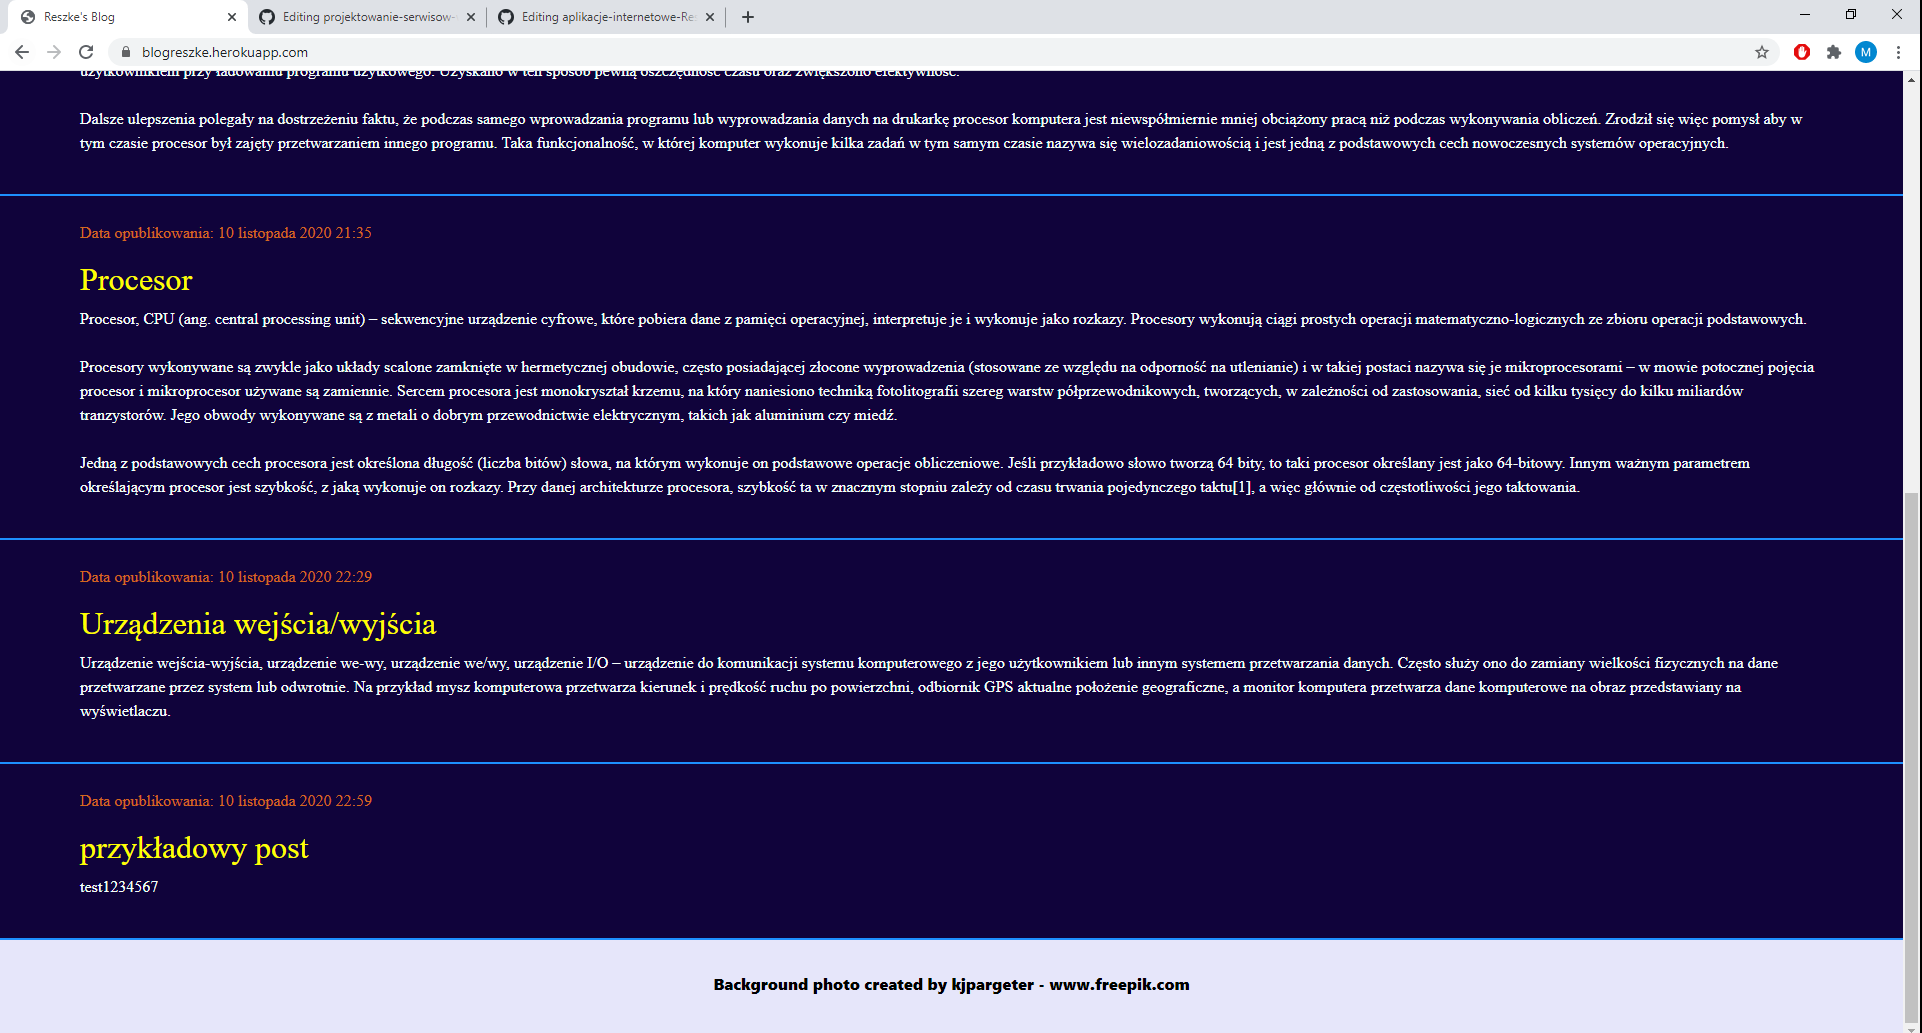 Reszke's Blog
Editing projektowanie-serwisow-
Editing aplikacje-internetowe-Res
blogreszke.herokuapp.com
M
użytkownikiem przy ładowaniu programu użytkowego. Uzyskano w ten sposób pewną oszczędność czasu oraz zwiększono efektywność.
Dalsze ulepszenia polegały na dostrzeżeniu faktu, że podczas samego wprowadzania programu lub wyprowadzania danych na drukarkę procesor komputera jest niewspółmiernie mniej obciążony pracą niż podczas wykonywania obliczeń. Zrodził się więc pomysł aby w
tym czasie procesor był zajęty przetwarzaniem innego programu. Taka funkcjonalność, w której komputer wykonuje kilka zadań w tym samym czasie nazywa się wielozadaniowością i jest jedną z podstawowych cech nowoczesnych systemów operacyjnych.
Data opublikowania: 10 listopada 2020 21:35
Procesor
Procesor, CPU (ang. central processing unit) – sekwencyjne urządzenie cyfrowe, które pobiera dane z pamięci operacyjnej, interpretuje je i wykonuje jako rozkazy. Procesory wykonują ciągi prostych operacji matematyczno-logicznych ze zbioru operacji podstawowych.
Procesory wykonywane są zwykle jako układy scalone zamknięte w hermetycznej obudowie, często posiadającej złocone wyprowadzenia (stosowane ze względu na odporność na utlenianie) i w takiej postaci nazywa się je mikroprocesorami – w mowie potocznej pojęcia
procesor i mikroprocesor używane są zamiennie. Sercem procesora jest monokryształ krzemu, na który naniesiono techniką fotolitografii szereg warstw półprzewodnikowych, tworzących, w zależności od zastosowania, sieć od kilku tysięcy do kilku miliardów
tranzystorów. Jego obwody wykonywane są z metali o dobrym przewodnictwie elektrycznym, takich jak aluminium czy miedź.
Jedną z podstawowych cech procesora jest określona długość (liczba bitów) słowa, na którym wykonuje on podstawowe operacje obliczeniowe. Jeśli przykładowo słowo tworzą 64 bity, to taki procesor określany jest jako 64-bitowy. Innym ważnym parametrem
określającym procesor jest szybkość, z jaką wykonuje on rozkazy. Przy danej architekturze procesora, szybkość ta w znacznym stopniu zależy od czasu trwania pojedynczego taktu[1], a więc głównie od częstotliwości jego taktowania.
Data opublikowania: 10 listopada 2020 22:29
Urządzenia wejścia/wyjścia
Urządzenie wejścia-wyjścia, urządzenie we-wy, urządzenie we/wy, urządzenie I/O – urządzenie do komunikacji systemu komputerowego z jego użytkownikiem lub innym systemem przetwarzania danych. Często służy ono do zamiany wielkości fizycznych na dane
przetwarzane przez system lub odwrotnie. Na przykład mysz komputerowa przetwarza kierunek i prędkość ruchu po powierzchni, odbiornik GPS aktualne położenie geograficzne, a monitor komputera przetwarza dane komputerowe na obraz przedstawiany na
wyświetlaczu.
Data opublikowania: 10 listopada 2020 22:59
przykładowy post
test1234567
Background photo created by kjpargeter - www.freepik.com